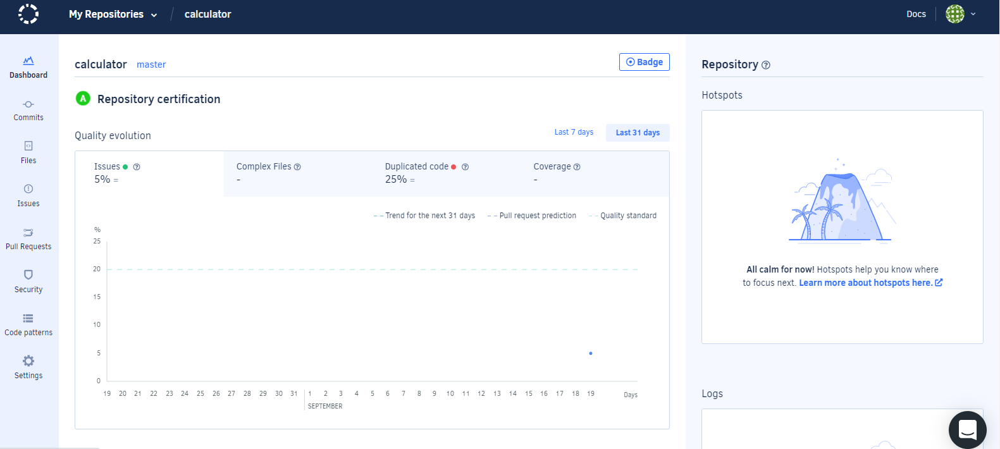 My Repositories
calculator
Docs
Dashboard
Commits
Files
Issues
Pull Requests
Security
Code patterns
Settings
calculator master
Badge
A Repository certification
Quality evolution
Last 7 days
Last 31 days
Issues
5% =
Complex Files
-
Duplicated code
25% =
Coverage
-
Trend for the next 31 days
Pull request prediction
Quality standard
%
25
20
15
10
5
0
19 20 21 22 23 24 25 26 27 28 29 30 31 1 2 3 4 5 6 7 8 9 10 11 12 13 14 15 16 17 18 19 Days
SEPTEMBER
Repository
Hotspots
All calm for now! Hotspots help you know where
to focus next. Learn more about hotspots here.
Logs